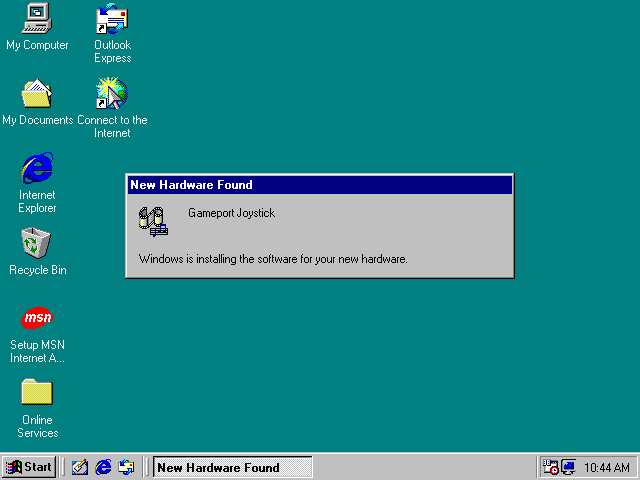 My Computer
Outlook
Express
My Documents
Connect to the
Internet
Internet
Explorer
Recycle Bin
msn
Setup MSN
Internet A...
Online
Services
New Hardware Found
Gameport Joystick
Windows is installing the software for your new hardware.
Start
New Hardware Found
10:44 AM